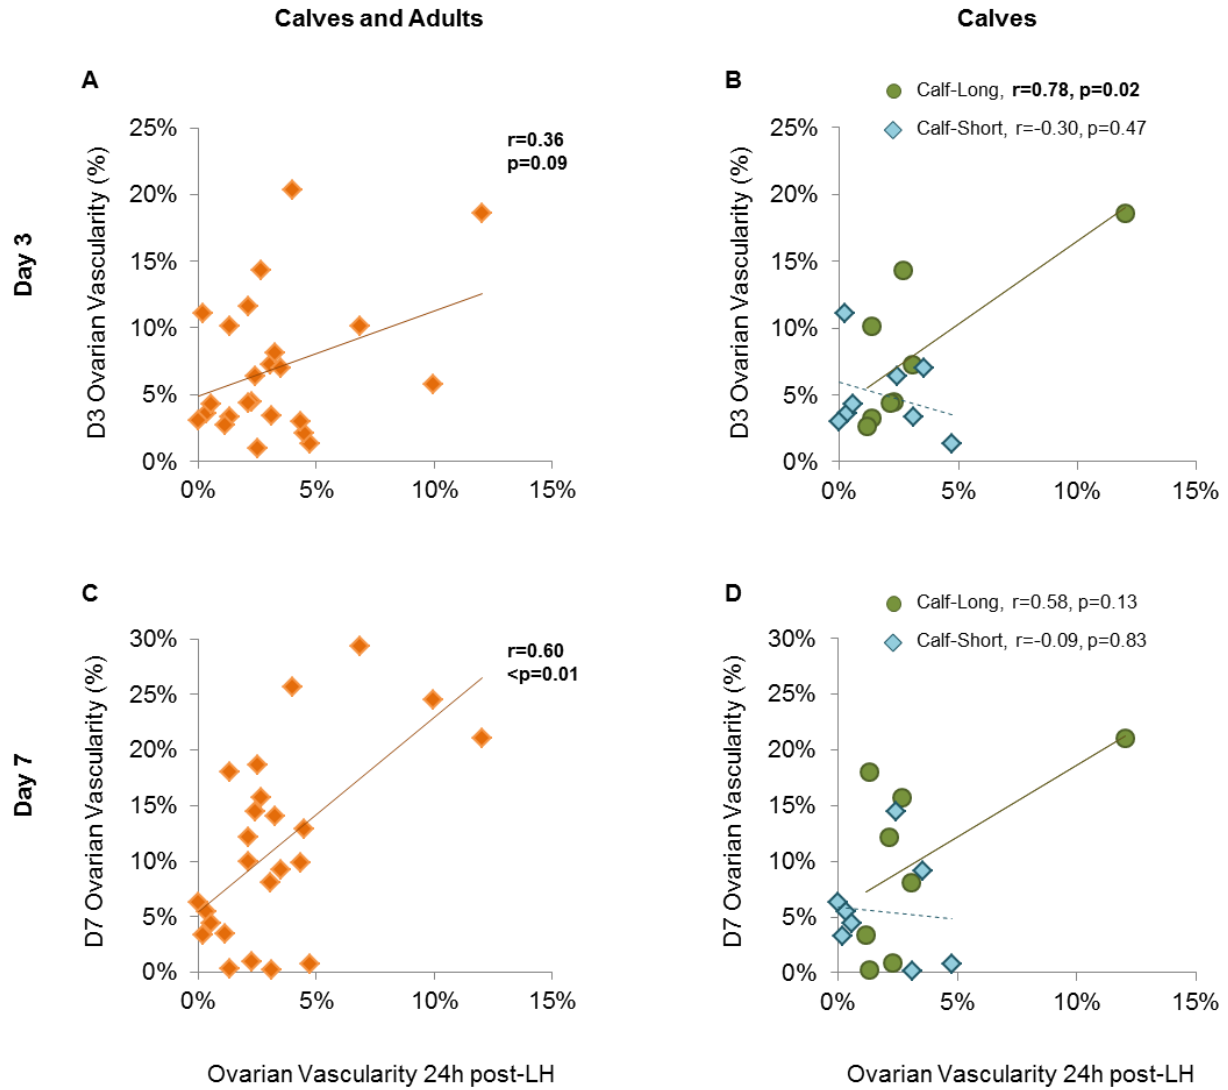 Calves and Adults
Calves
A
Day 3
D3 Ovarian Vascularity (%)
25%
20%
15%
10%
5%
0%
0% 5% 10% 15%
r=0.36
p=0.09
B
Calf-Long, r=0.78, p=0.02
Calf-Short, r=-0.30, p=0.47
D3 Ovarian Vascularity (%)
25%
20%
15%
10%
5%
0%
0% 5% 10% 15%
C
Day 7
D7 Ovarian Vascularity (%)
30%
25%
20%
15%
10%
5%
0%
0% 5% 10% 15%
r=0.60
<p=0.01
Ovarian Vascularity 24h post-LH
D
Calf-Long, r=0.58, p=0.13
Calf-Short, r=-0.09, p=0.83
D7 Ovarian Vascularity (%)
30%
25%
20%
15%
10%
5%
0%
0% 5% 10% 15%
Ovarian Vascularity 24h post-LH